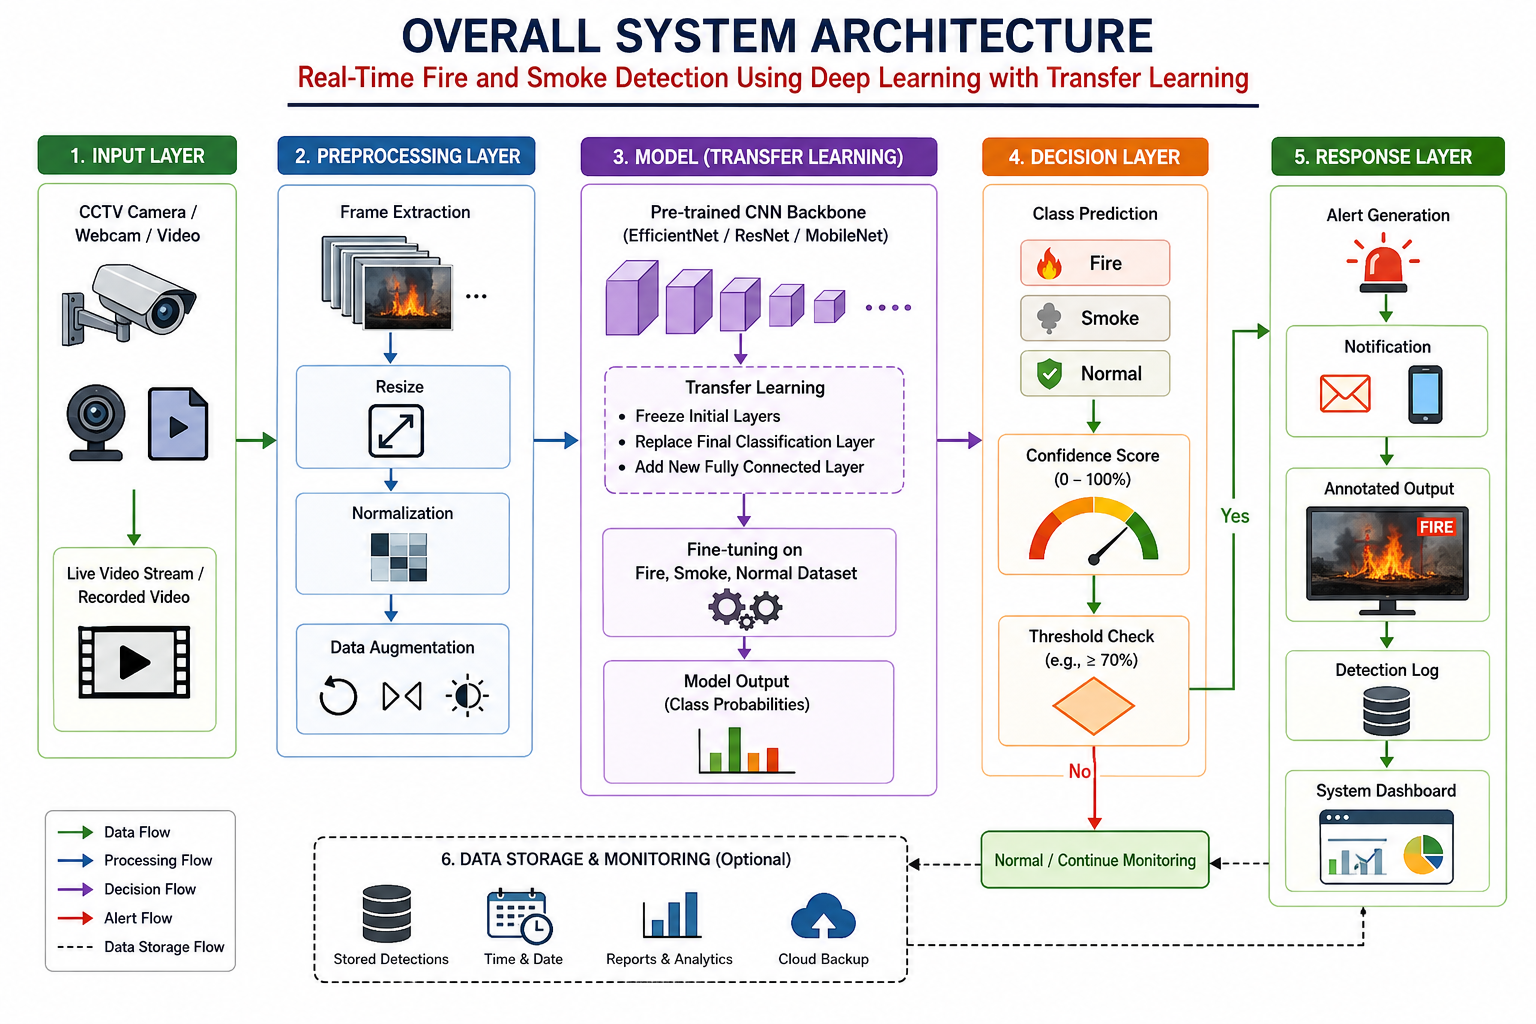 OVERALL SYSTEM ARCHITECTURE
Real-Time Fire and Smoke Detection Using Deep Learning with Transfer Learning
1. INPUT LAYER
CCTV Camera /
Webcam / Video
Live Video Stream /
Recorded Video
2. PREPROCESSING LAYER
Frame Extraction
...
Resize
Normalization
Data Augmentation
3. MODEL (TRANSFER LEARNING)
Pre-trained CNN Backbone
(EfficientNet / ResNet / MobileNet)
Transfer Learning
• Freeze Initial Layers
• Replace Final Classification Layer
• Add New Fully Connected Layer
Fine-tuning on
Fire, Smoke, Normal Dataset
Model Output
(Class Probabilities)
4. DECISION LAYER
Class Prediction
Fire
Smoke
Normal
Confidence Score
(0 – 100%)
Threshold Check
(e.g., ≥ 70%)
Yes
No
Normal / Continue Monitoring
5. RESPONSE LAYER
Alert Generation
Notification
Annotated Output
FIRE
Detection Log
System Dashboard
Data Flow
Processing Flow
Decision Flow
Alert Flow
Data Storage Flow
6. DATA STORAGE & MONITORING (Optional)
Stored Detections
Time & Date
Reports & Analytics
Cloud Backup